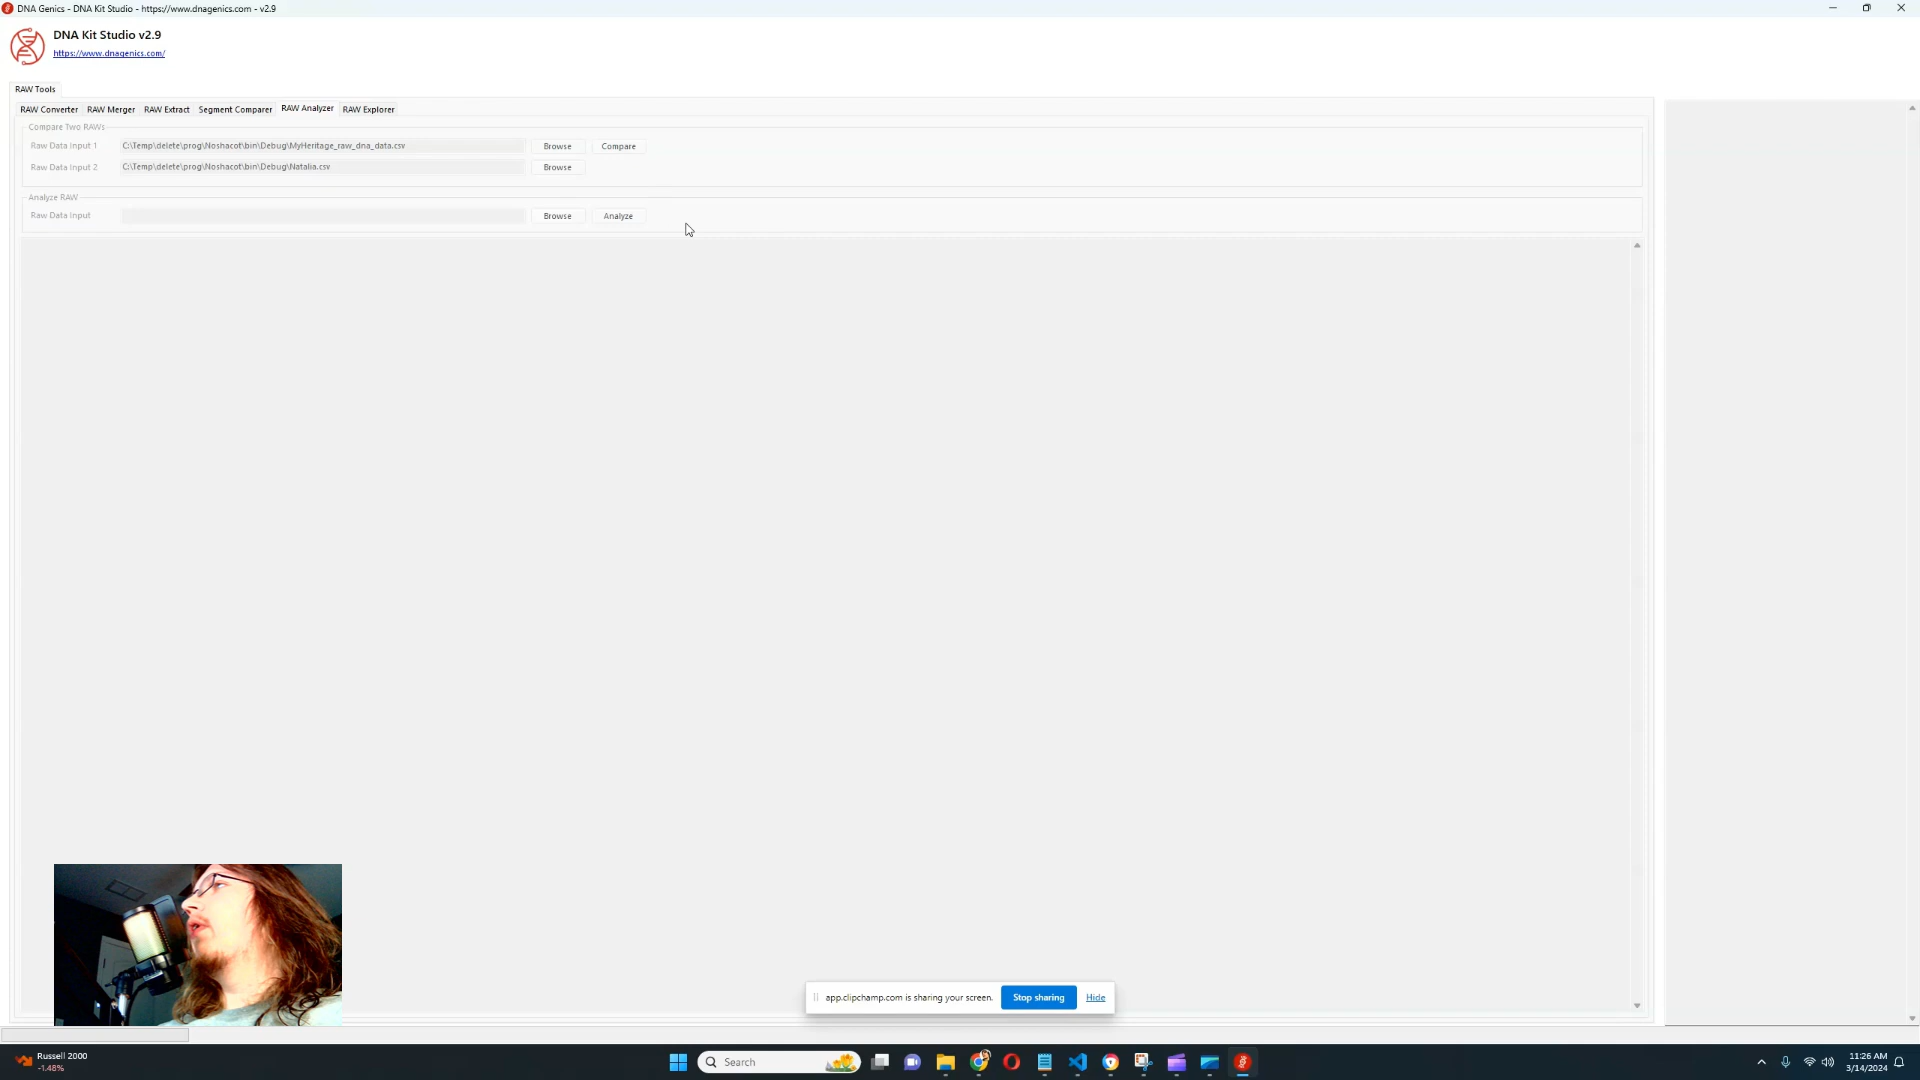 DNA Genics - DNA Kit Studio - https://www.dnagenics.com - v2.9
DNA Kit Studio v2.9
https://www.dnagenics.com/
RAW Tools
RAW Converter RAW Merger RAW Extract Segment Comparer RAW Analyzer RAW Explorer
Compare Two RAWs
Raw Data Input 1 C:\Temp\delete\prog\Noshacot\bin\Debug\MyHeritage_raw_dna_data.csv Browse Compare
Raw Data Input 2 C:\Temp\delete\prog\Noshacot\bin\Debug\Natalia.csv Browse
Analyze RAW
Raw Data Input Browse Analyze
app.clipchamp.com is sharing your screen. Stop sharing Hide
Russell 2000
-1.48%
Search
11:26 AM
3/14/2024